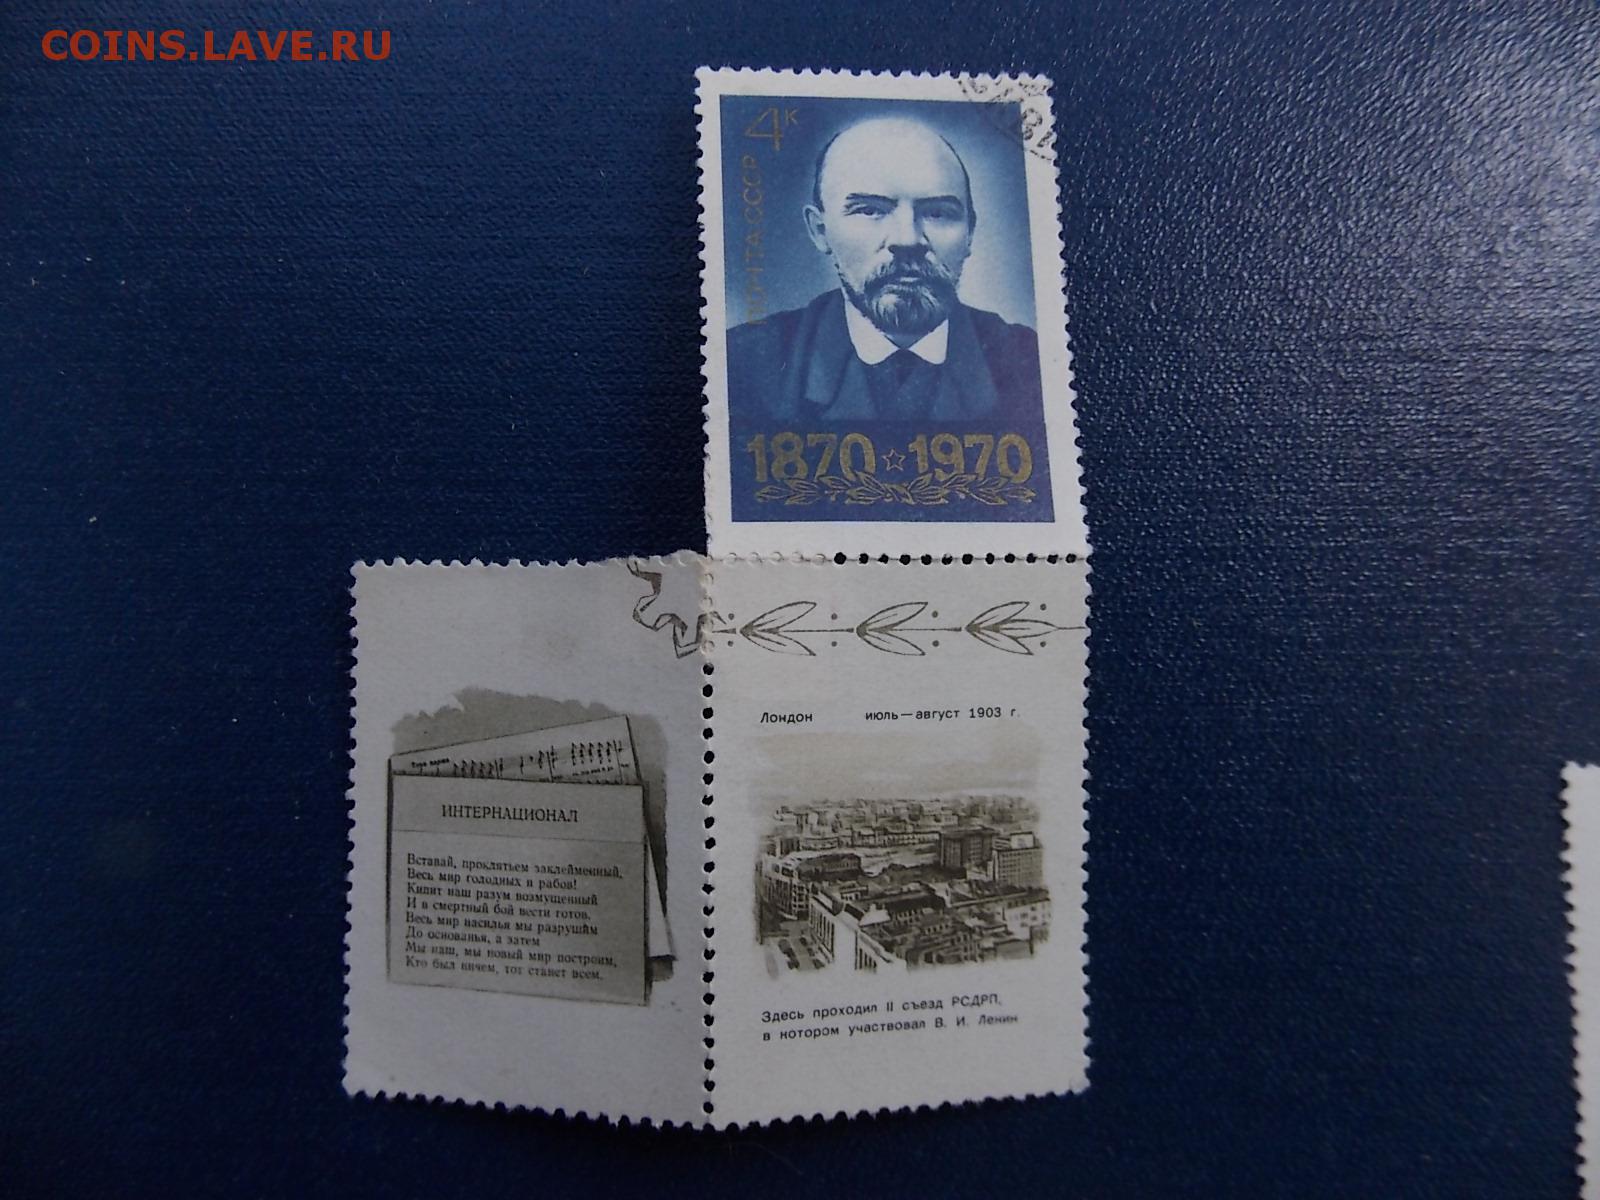 COINS.LAVE.RU
4К
ПОЧТА СССР
1870 1970
Лондон июль—август 1903 г.
Здесь проходил II съезд РСДРП,
в котором участвовал В. И. Ленин
ИНТЕРНАЦИОНАЛ
Вставай, проклятьем заклейменный,
Весь мир голодных и рабов!
Кипит наш разум возмущенный
И в смертный бой вести готов.
Весь мир насилья мы разрушим
До основанья, а затем
Мы наш, мы новый мир построим,
Кто был ничем, тот станет всем.